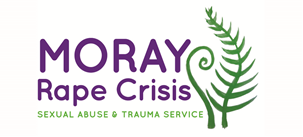 MORAY
Rape Crisis
SEXUAL ABUSE & TRAUMA SERVICE